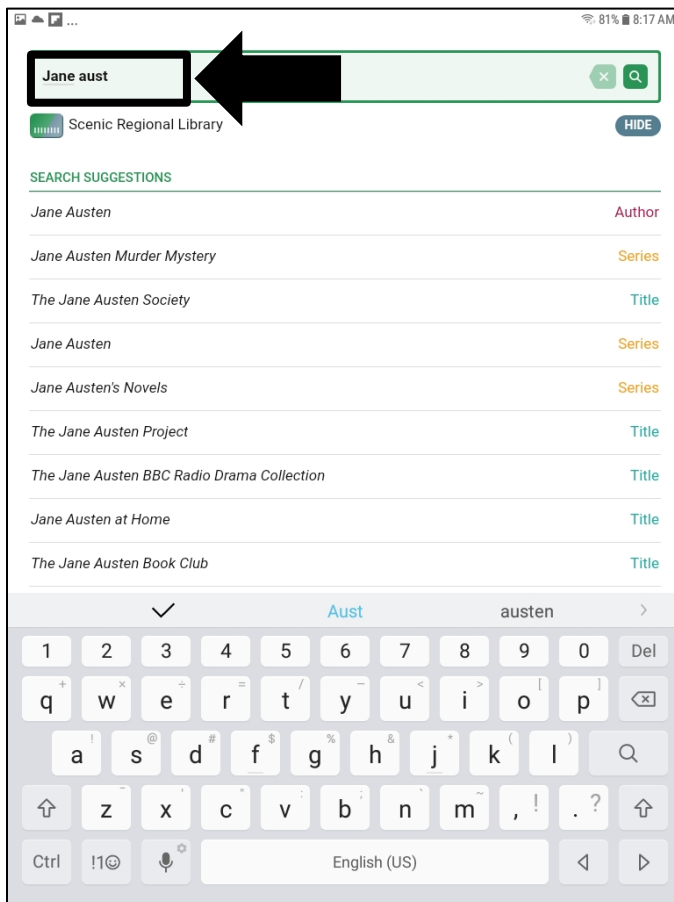 ... 81% 8:17 AM
Jane aust
Scenic Regional Library HIDE
SEARCH SUGGESTIONS
Jane Austen Author
Jane Austen Murder Mystery Series
The Jane Austen Society Title
Jane Austen Series
Jane Austen's Novels Series
The Jane Austen Project Title
The Jane Austen BBC Radio Drama Collection Title
Jane Austen at Home Title
The Jane Austen Book Club Title
Aust austen
1 2 3 4 5 6 7 8 9 0 Del
q + w × e ÷ r = t / y _ u < i > o [ p ]
a ! s @ d # f $ g % h & j * k ( l )
z - x ' c " v : b ; n ` m ~ , ! . ?
Ctrl !1☺ English (US)